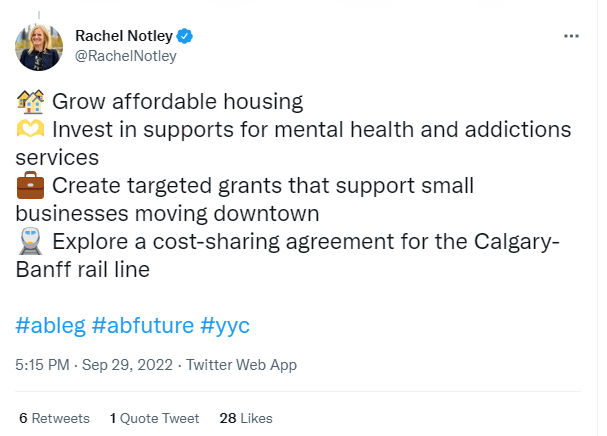 Rachel Notley
@RachelNotley
🏘️ Grow affordable housing
🫶 Invest in supports for mental health and addictions
services
💼 Create targeted grants that support small
businesses moving downtown
🚆 Explore a cost-sharing agreement for the Calgary-
Banff rail line
#ableg #abfuture #yyc
5:15 PM · Sep 29, 2022 · Twitter Web App
6 Retweets 1 Quote Tweet 28 Likes